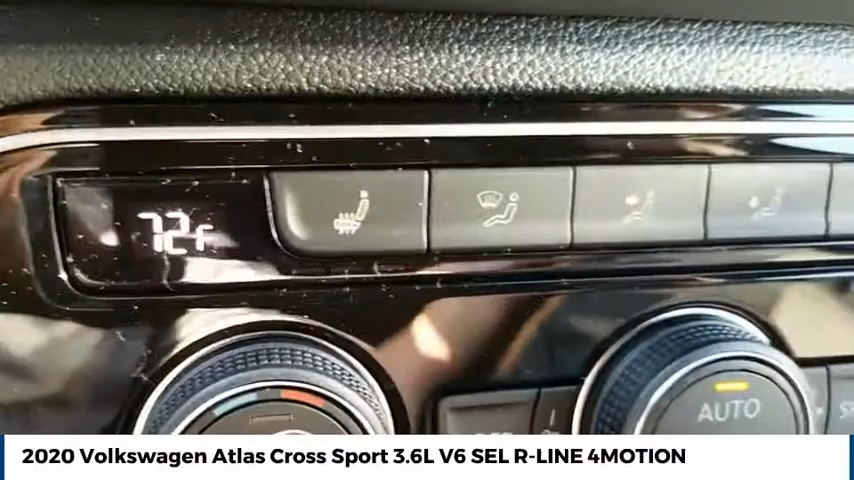 72F
AUTO
2020 Volkswagen Atlas Cross Sport 3.6L V6 SEL R-LINE 4MOTION